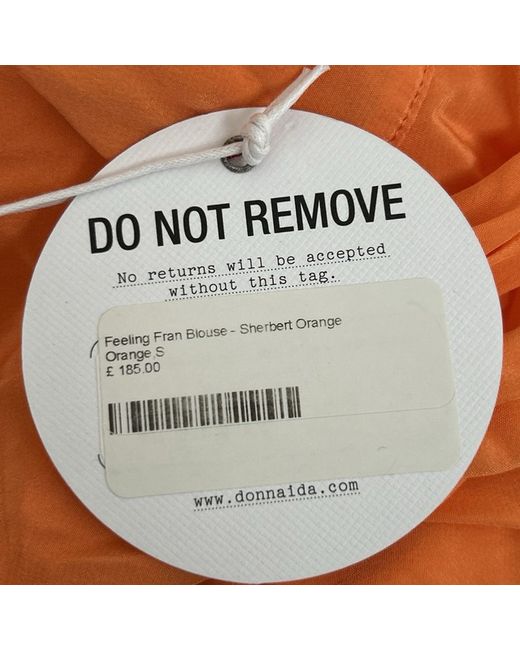 DO NOT REMOVE
No returns will be accepted
without this tag.
Feeling Fran Blouse - Sherbert Orange
Orange,S
£ 185.00
www.donnaida.com